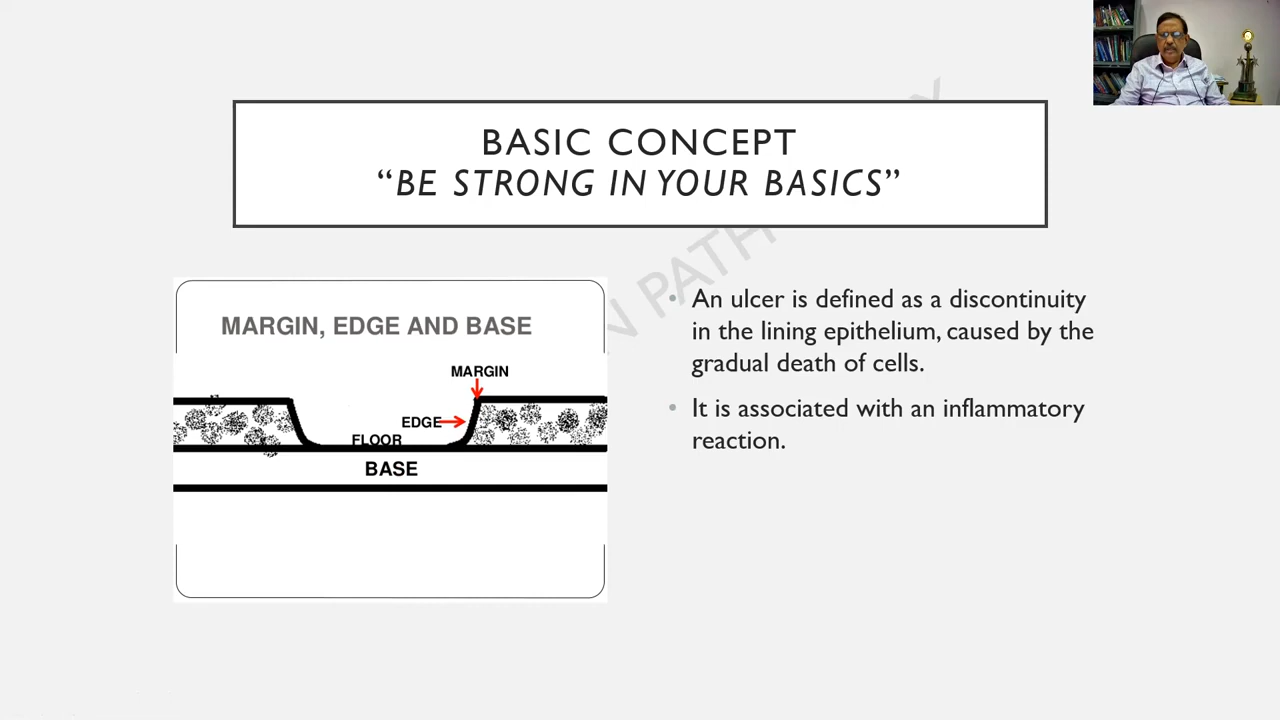 BASIC CONCEPT
“BE STRONG IN YOUR BASICS”
MARGIN, EDGE AND BASE
MARGIN
EDGE
FLOOR
BASE
• An ulcer is defined as a discontinuity
in the lining epithelium, caused by the
gradual death of cells.
• It is associated with an inflammatory
reaction.